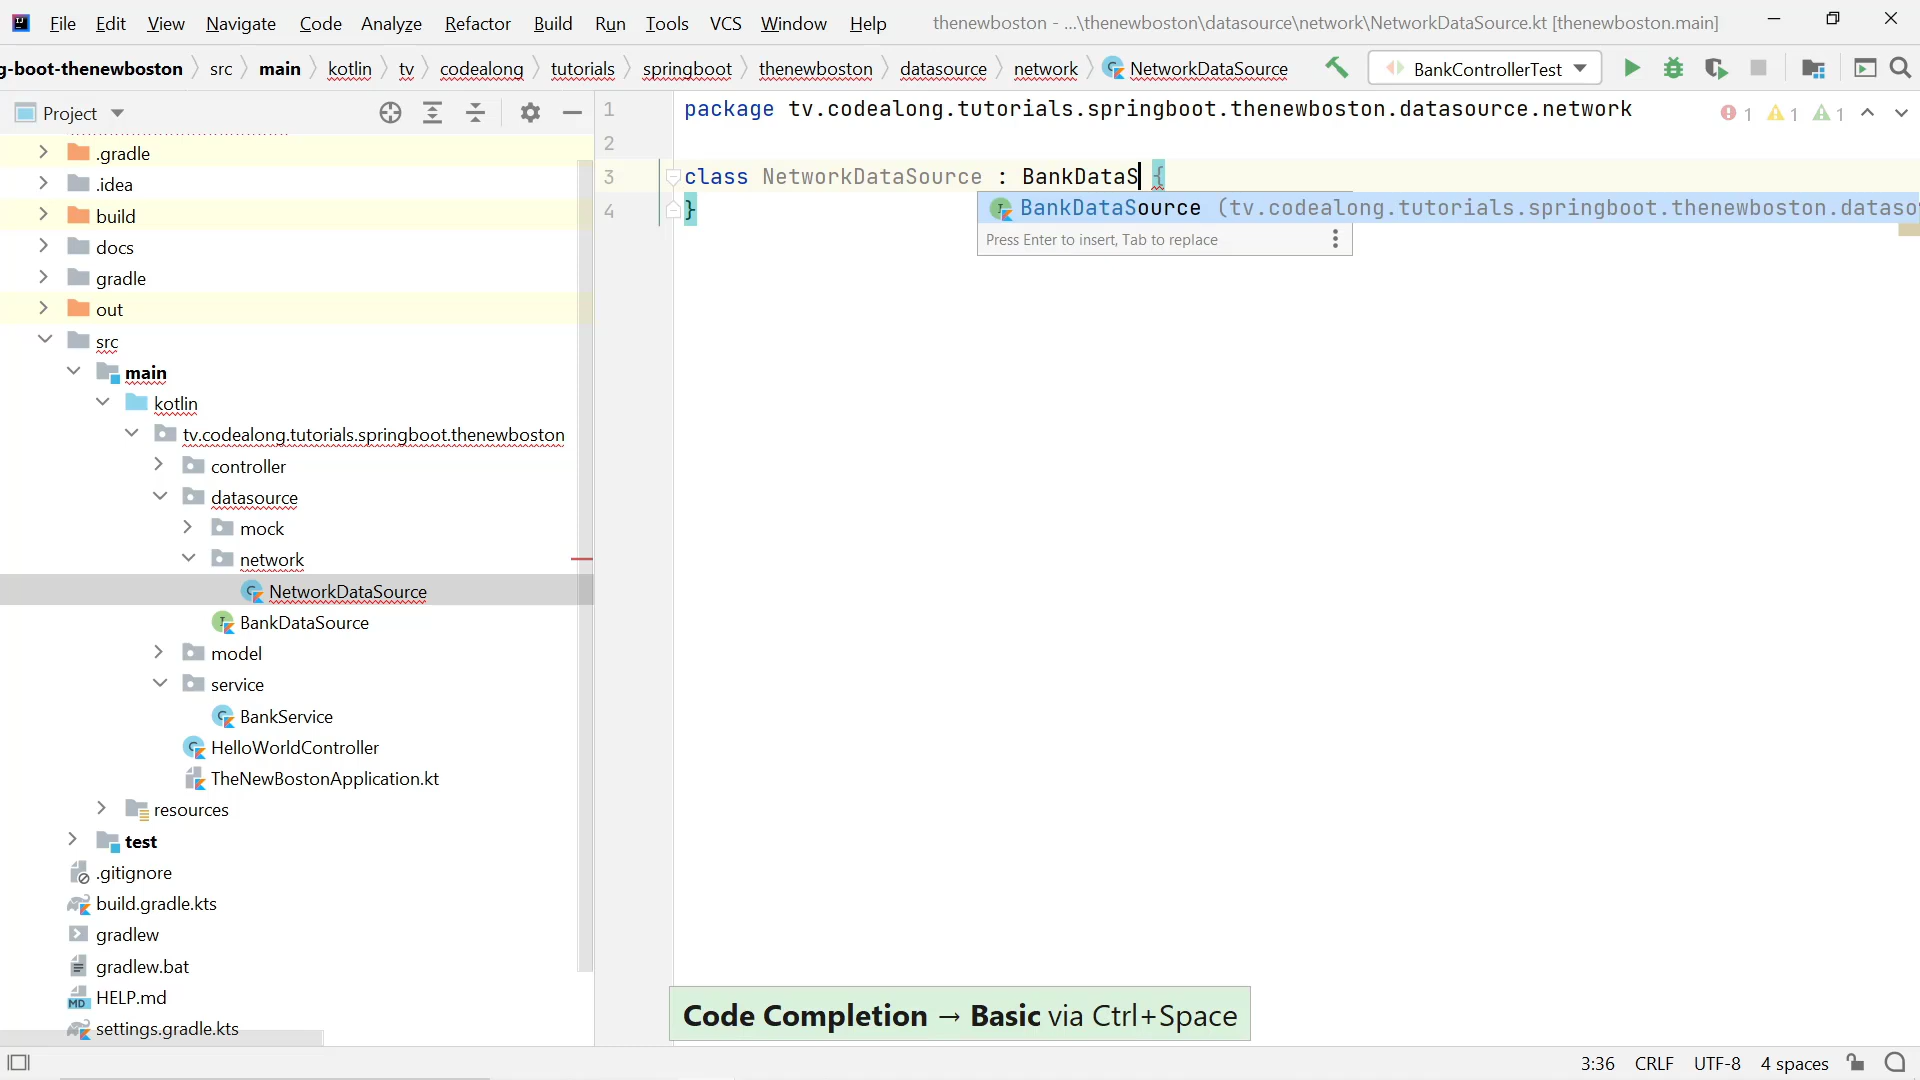 File Edit View Navigate Code Analyze Refactor Build Run Tools VCS Window Help thenewboston - ...\thenewboston\datasource\network\NetworkDataSource.kt [thenewboston.main]
g-boot-thenewboston src main kotlin tv codealong tutorials springboot thenewboston datasource network NetworkDataSource BankControllerTest
Project
.gradle
.idea
build
docs
gradle
out
src
main
kotlin
tv.codealong.tutorials.springboot.thenewboston
controller
datasource
mock
network
NetworkDataSource
BankDataSource
model
service
BankService
HelloWorldController
TheNewBostonApplication.kt
resources
test
.gitignore
build.gradle.kts
gradlew
gradlew.bat
HELP.md
settings.gradle.kts
1 package tv.codealong.tutorials.springboot.thenewboston.datasource.network
1 1 1
2
3 class NetworkDataSource : BankDataS {
4 }
BankDataSource (tv.codealong.tutorials.springboot.thenewboston.dataso
Press Enter to insert, Tab to replace
Code Completion → Basic via Ctrl+Space
3:36 CRLF UTF-8 4 spaces